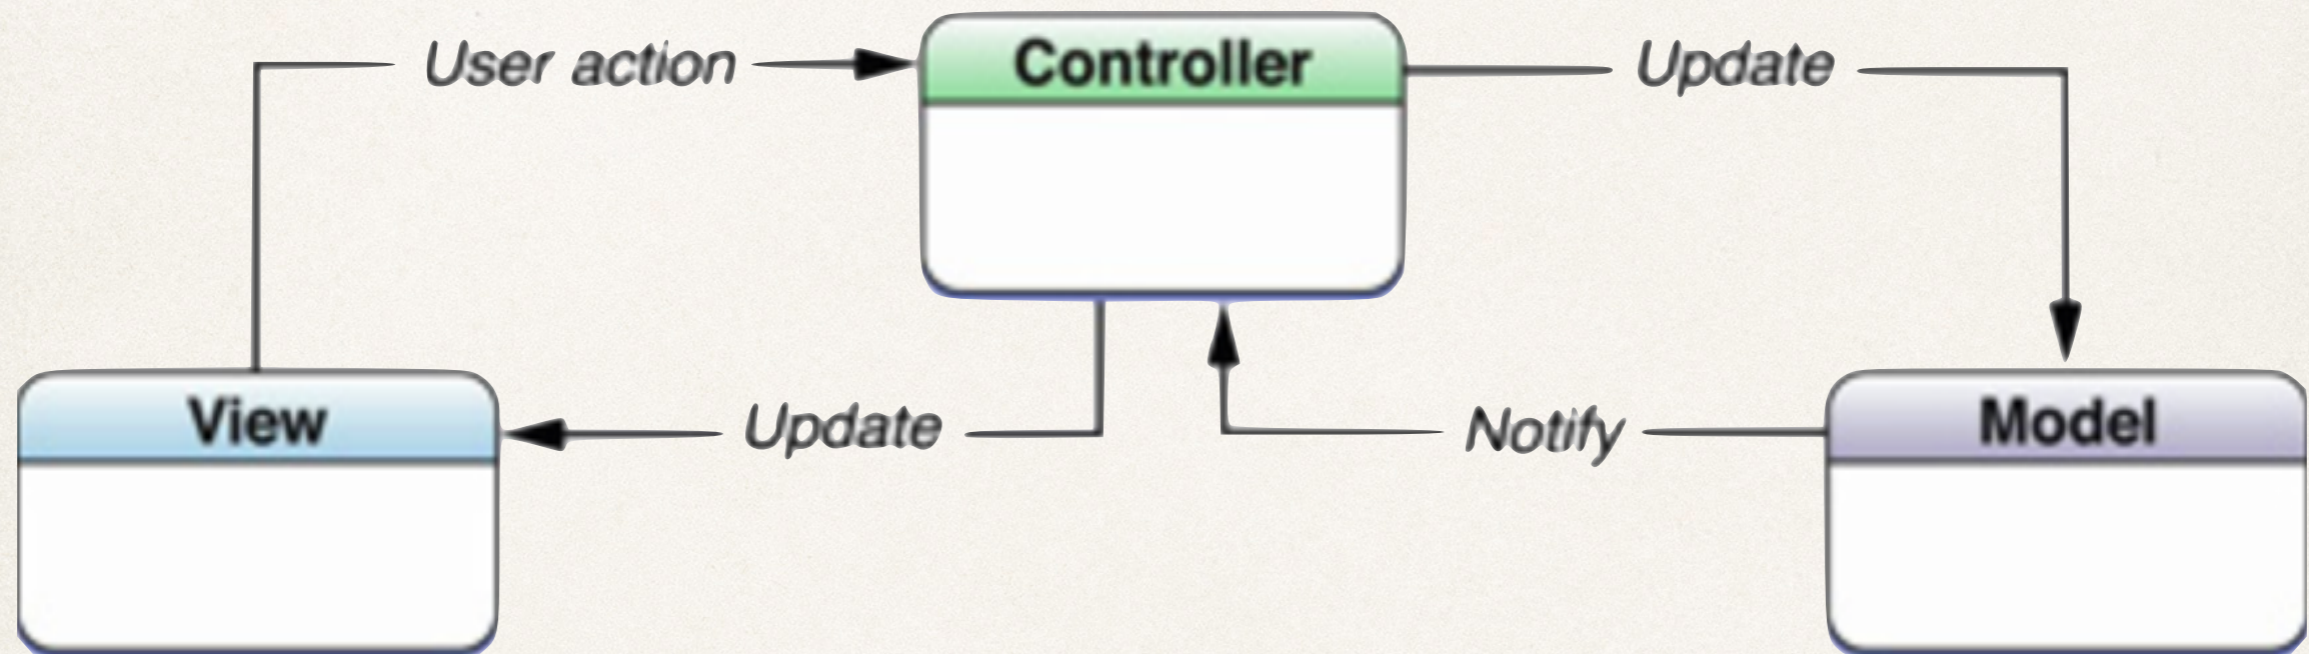 User action
Controller
Update
View
Update
Notify
Model